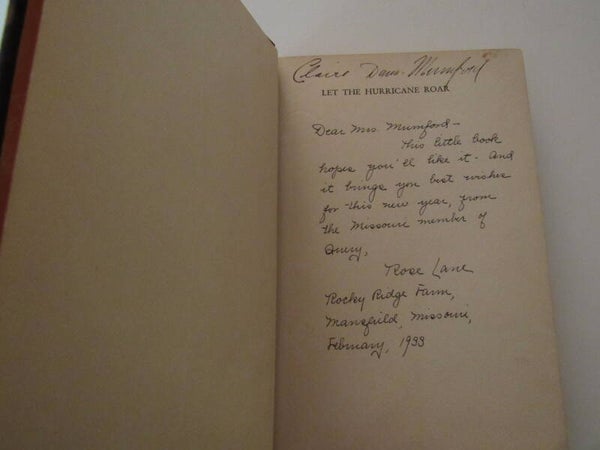 Claire Davis Mumford
LET THE HURRICANE ROAR
Dear Mrs. Mumford—
This little book
hopes you'll like it - And
it brings you best wishes
for this new year, from
the Missouri member of
Query,
Rose Lane
Rocky Ridge Farm,
Mansfield, Missouri,
February, 1933